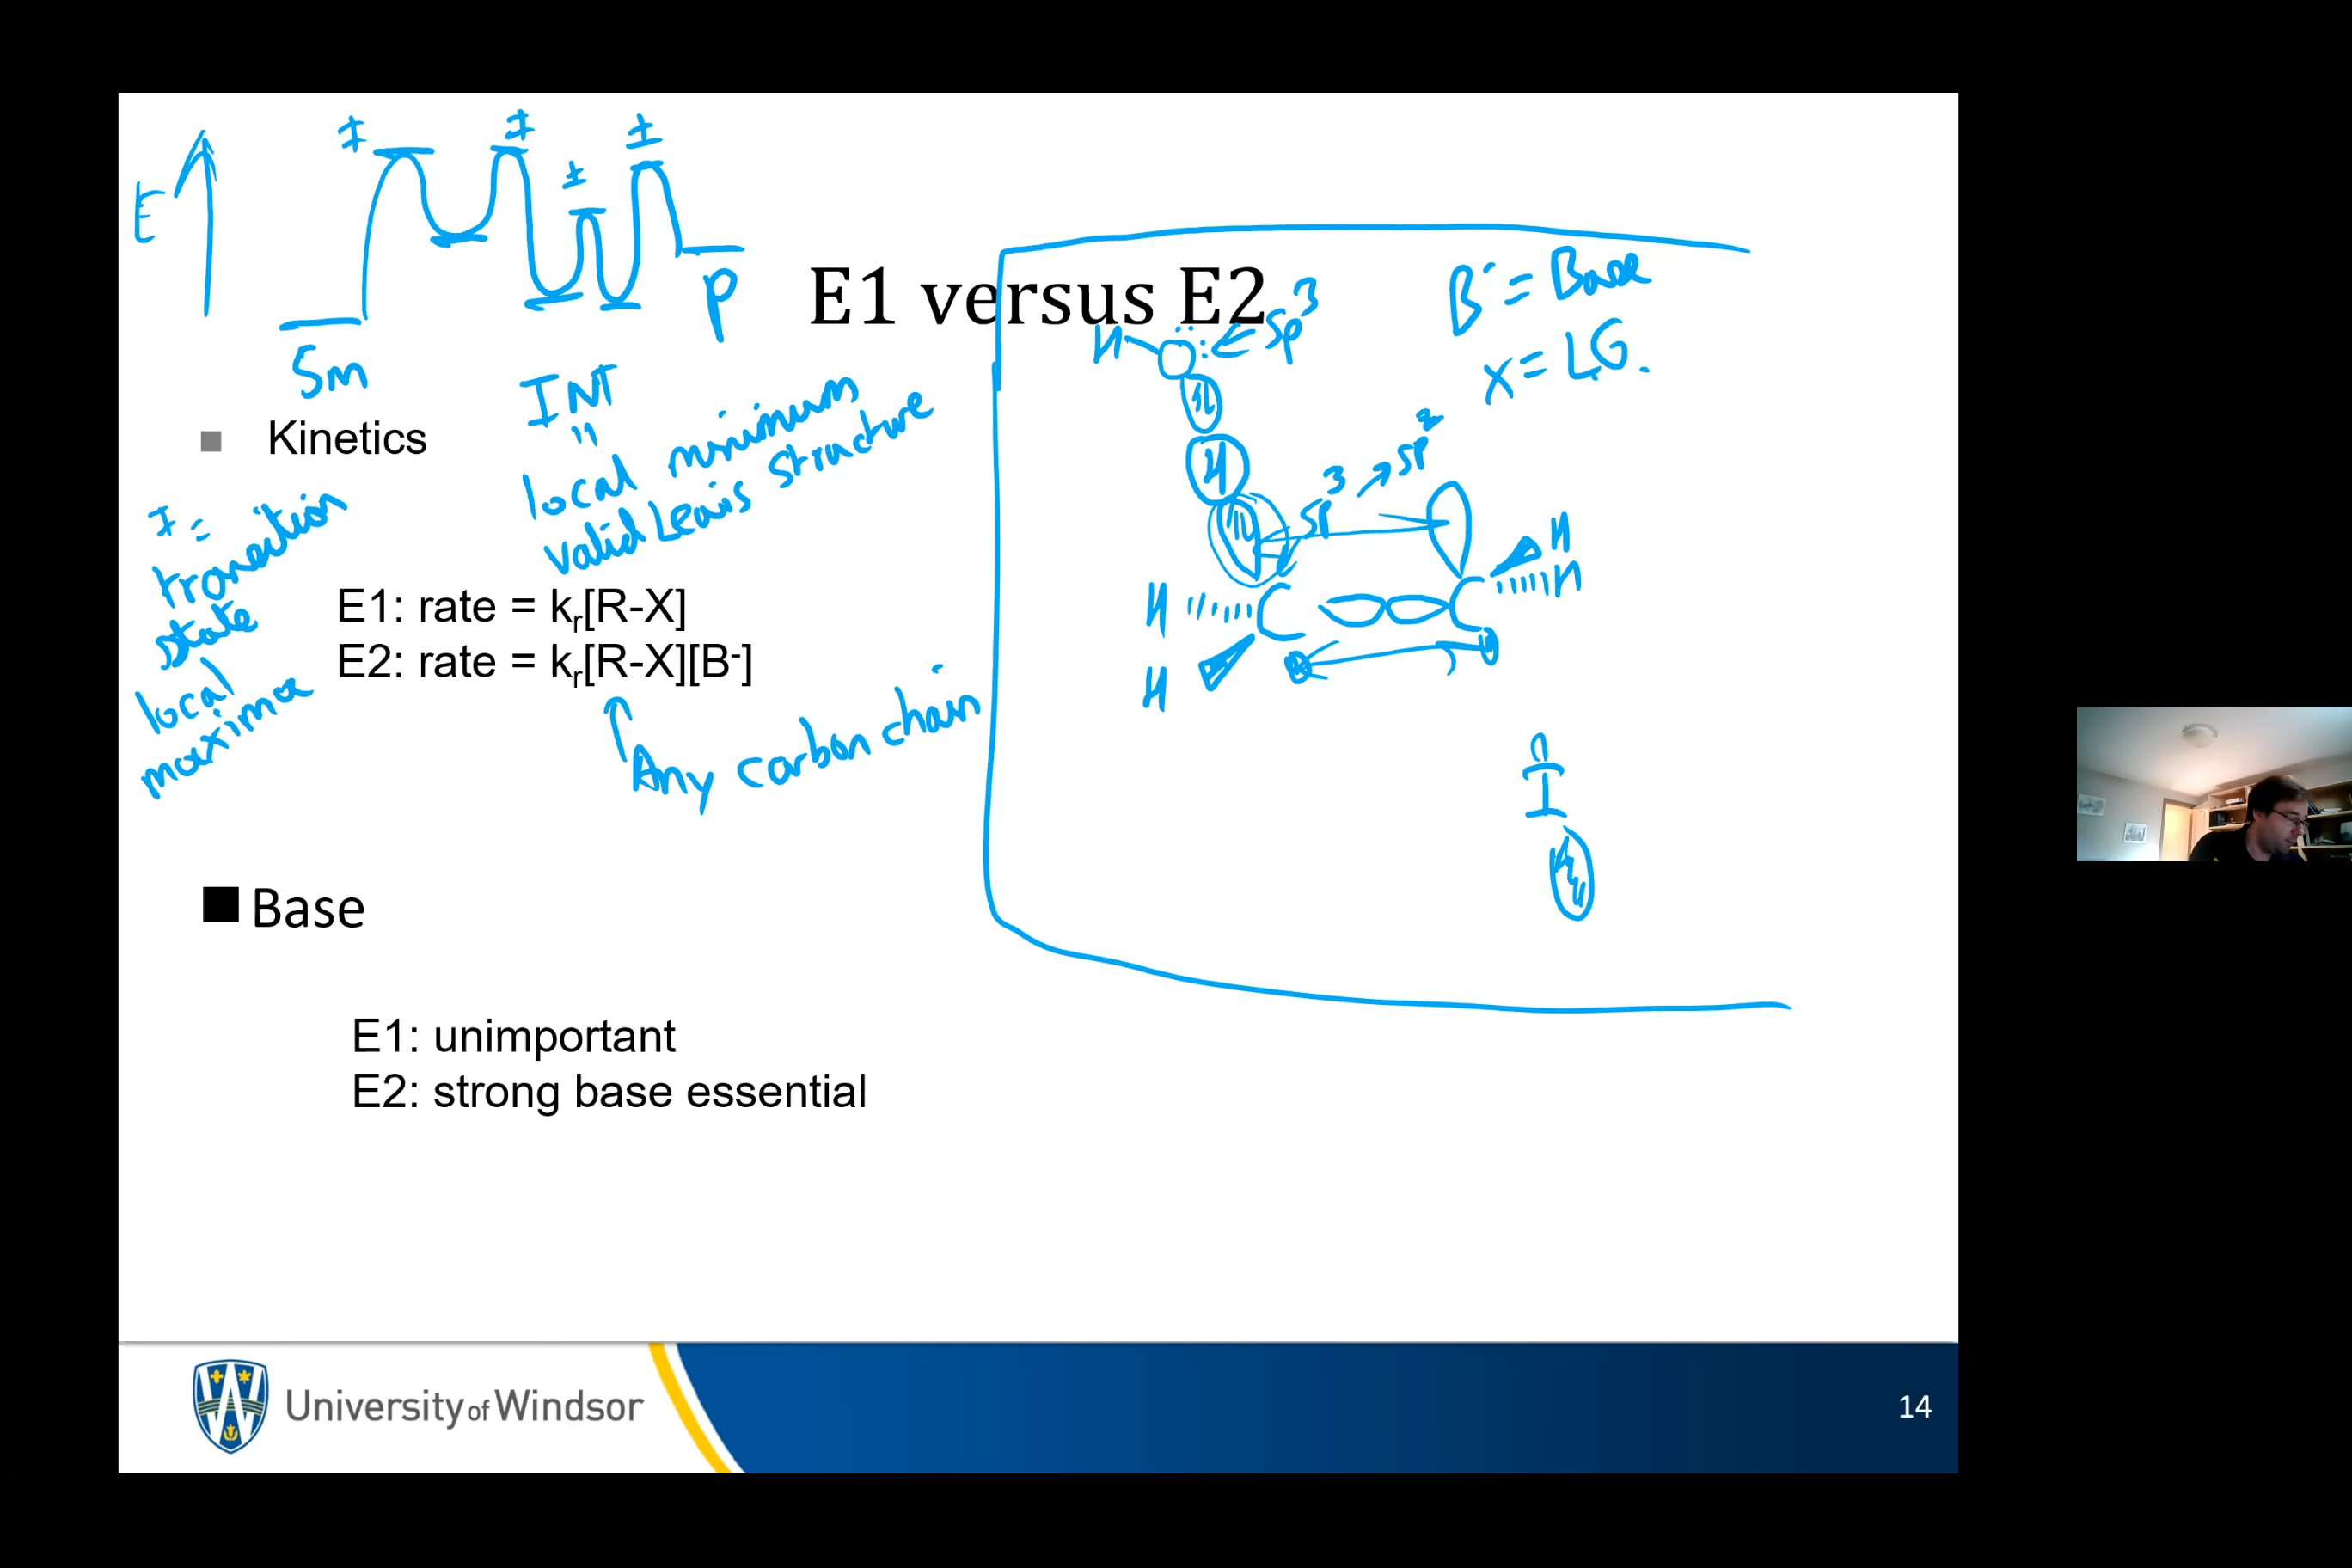 E
‡
‡
‡
‡
Sm
P
E1 versus E2
B⁻ = Base
X = LG.
H
O
sp³
H
sp³ → sp²
INT
=
local minimum
valid Lewis structure
Kinetics
‡ =
transition
state
local
maxima
E1: rate = kᵣ[R-X]
E2: rate = kᵣ[R-X][B⁻]
Any carbon chain
H C C H
H H
I
Base
E1: unimportant
E2: strong base essential
University of Windsor
14